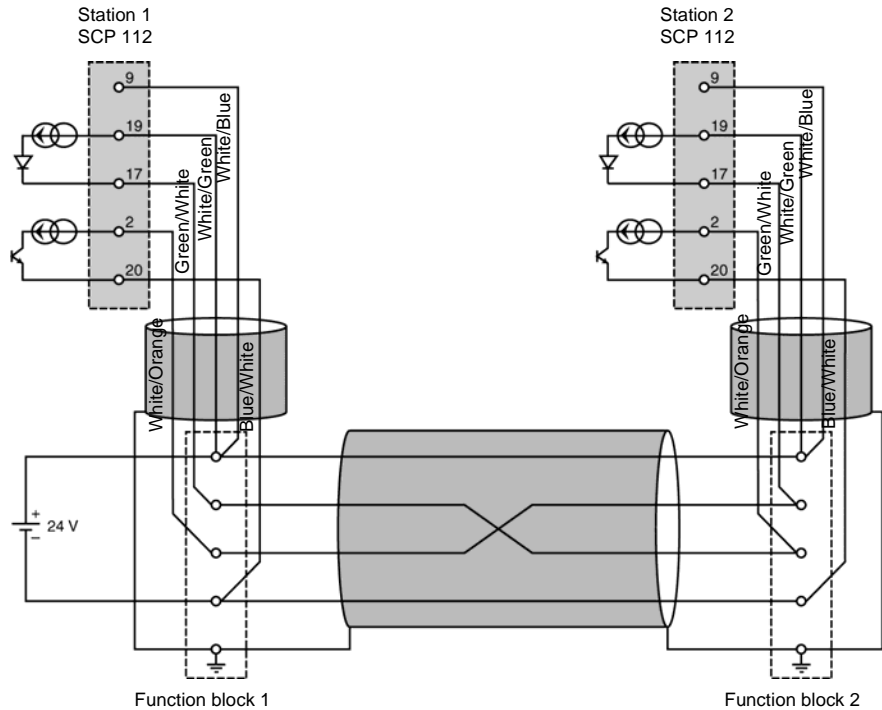 Station 1
SCP 112
9
19
17
2
20
White/Blue
White/Green
Green/White
White/Orange
Blue/White
+
−
24 V
Function block 1
Station 2
SCP 112
9
19
17
2
20
White/Blue
White/Green
Green/White
White/Orange
Blue/White
Function block 2